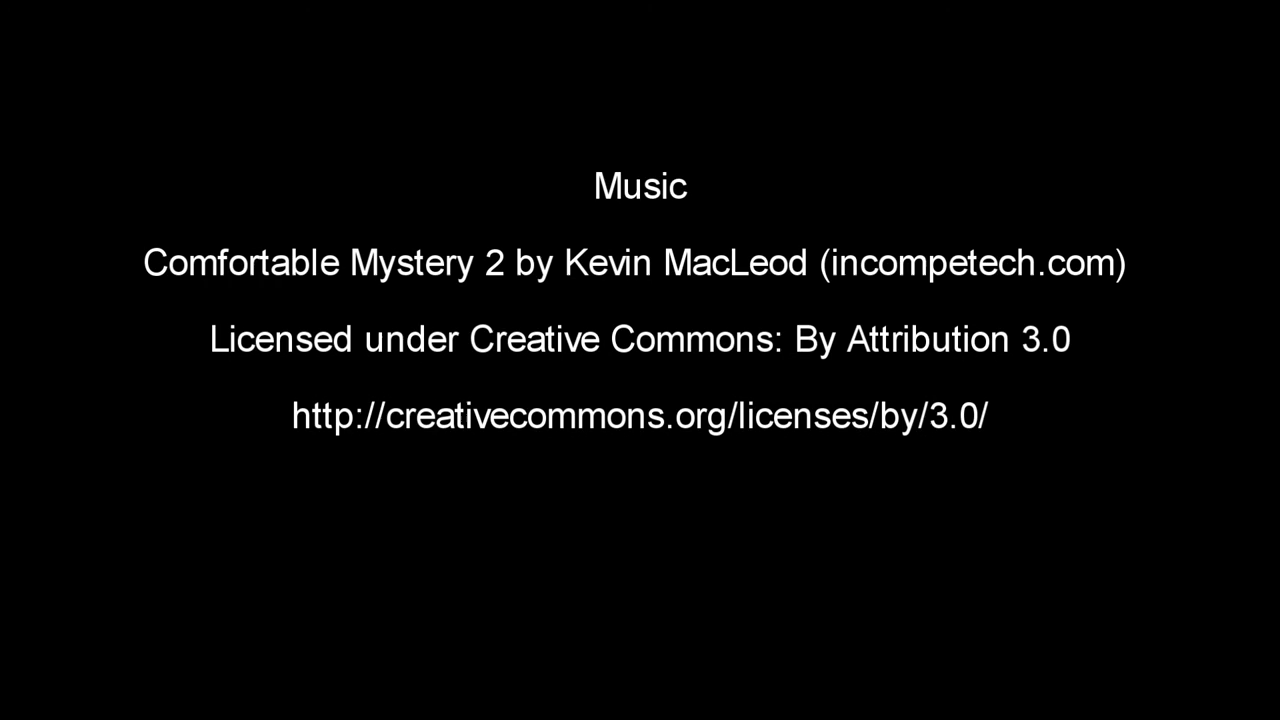 Music
Comfortable Mystery 2 by Kevin MacLeod (incompetech.com)
Licensed under Creative Commons: By Attribution 3.0
http://creativecommons.org/licenses/by/3.0/